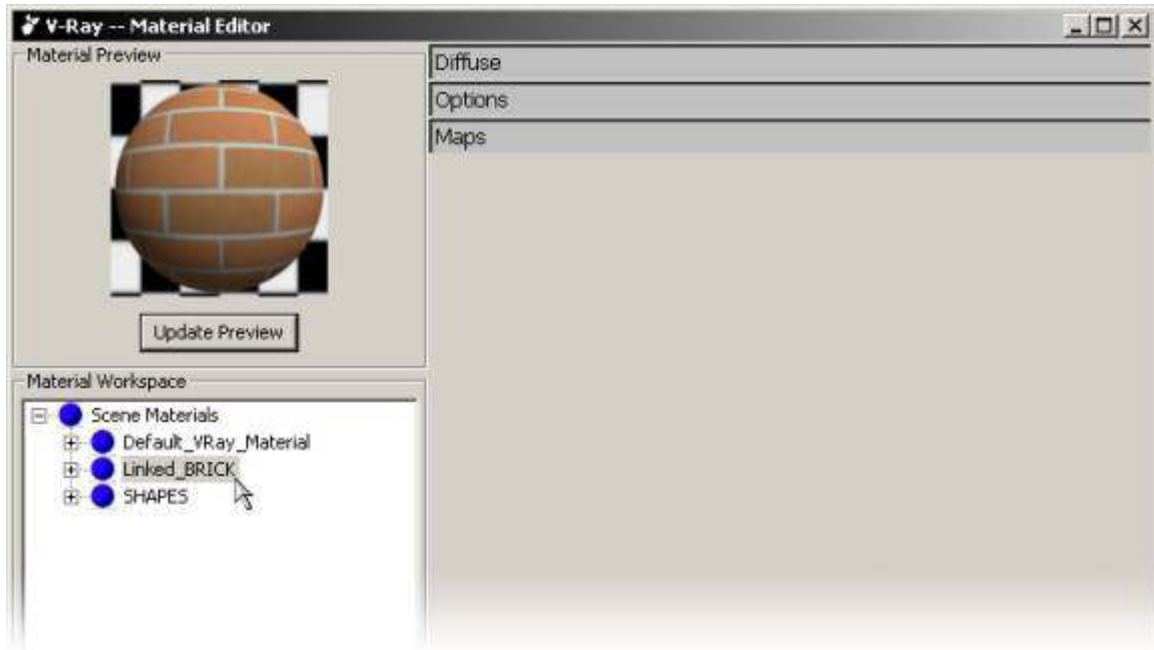 V-Ray -- Material Editor
Material Preview
Update Preview
Material Workspace
Scene Materials
Default_VRay_Material
Linked_BRICK
SHAPES
Diffuse
Options
Maps